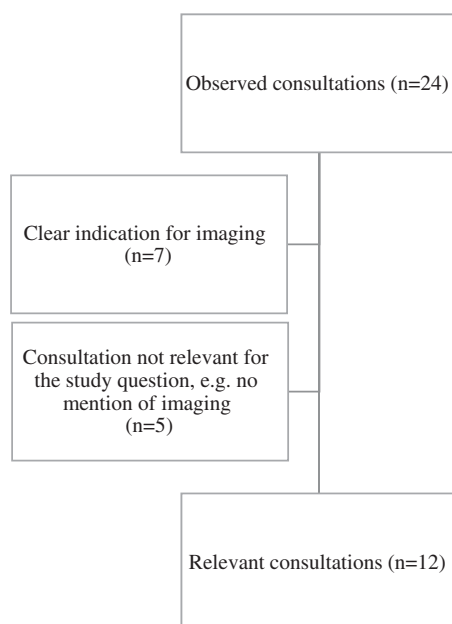 Observed consultations (n=24)
Clear indication for imaging
(n=7)
Consultation not relevant for
the study question, e.g. no
mention of imaging
(n=5)
Relevant consultations (n=12)